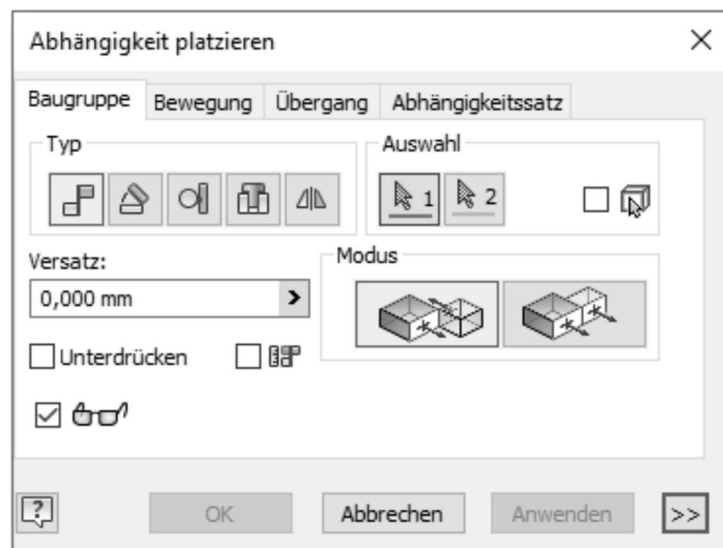 Abhängigkeit platzieren
Baugruppe Bewegung Übergang Abhängigkeitssatz
Typ Auswahl
1 2
Versatz: Modus
0,000 mm
Unterdrücken
? OK Abbrechen Anwenden >>